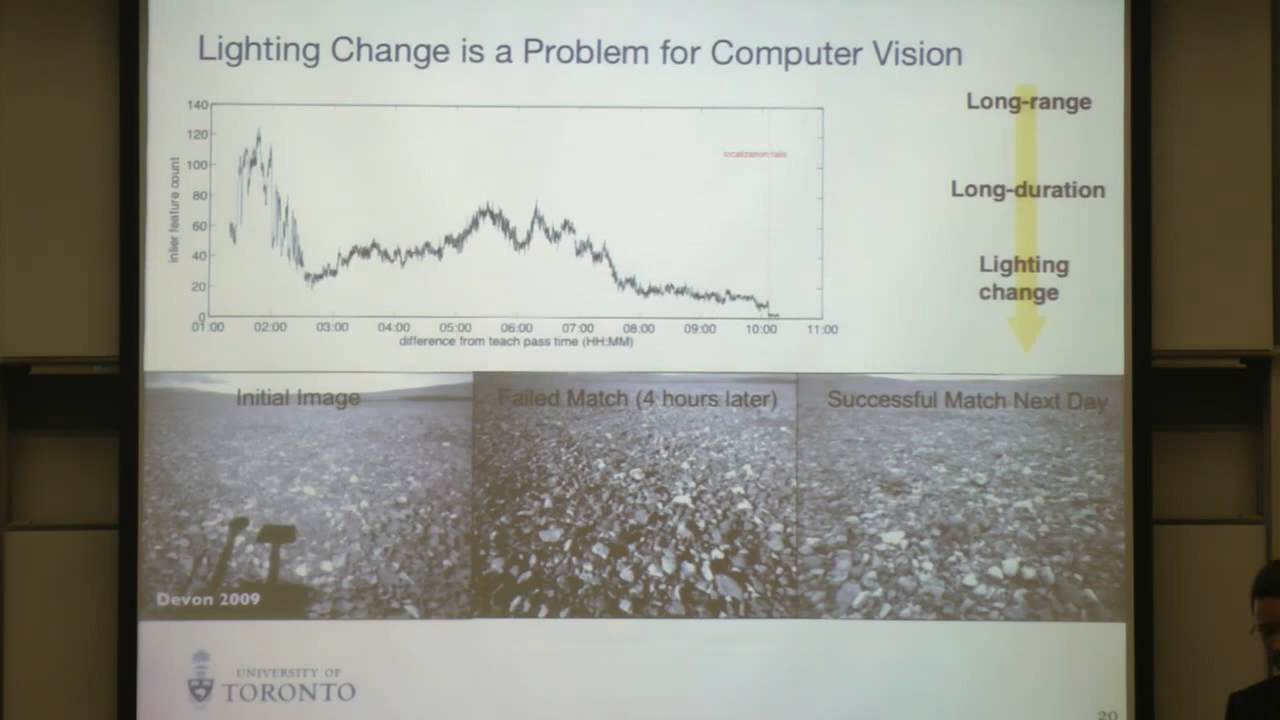 Lighting Change is a Problem for Computer Vision
140
120
100
80
60
40
20
0
inlier feature count
localization fails
01:00 02:00 03:00 04:00 05:00 06:00 07:00 08:00 09:00 10:00 11:00
difference from teach pass time (HH:MM)
Long-range
Long-duration
Lighting
change
Initial Image
Failed Match (4 hours later)
Successful Match Next Day
Devon 2009
UNIVERSITY OF
TORONTO
20